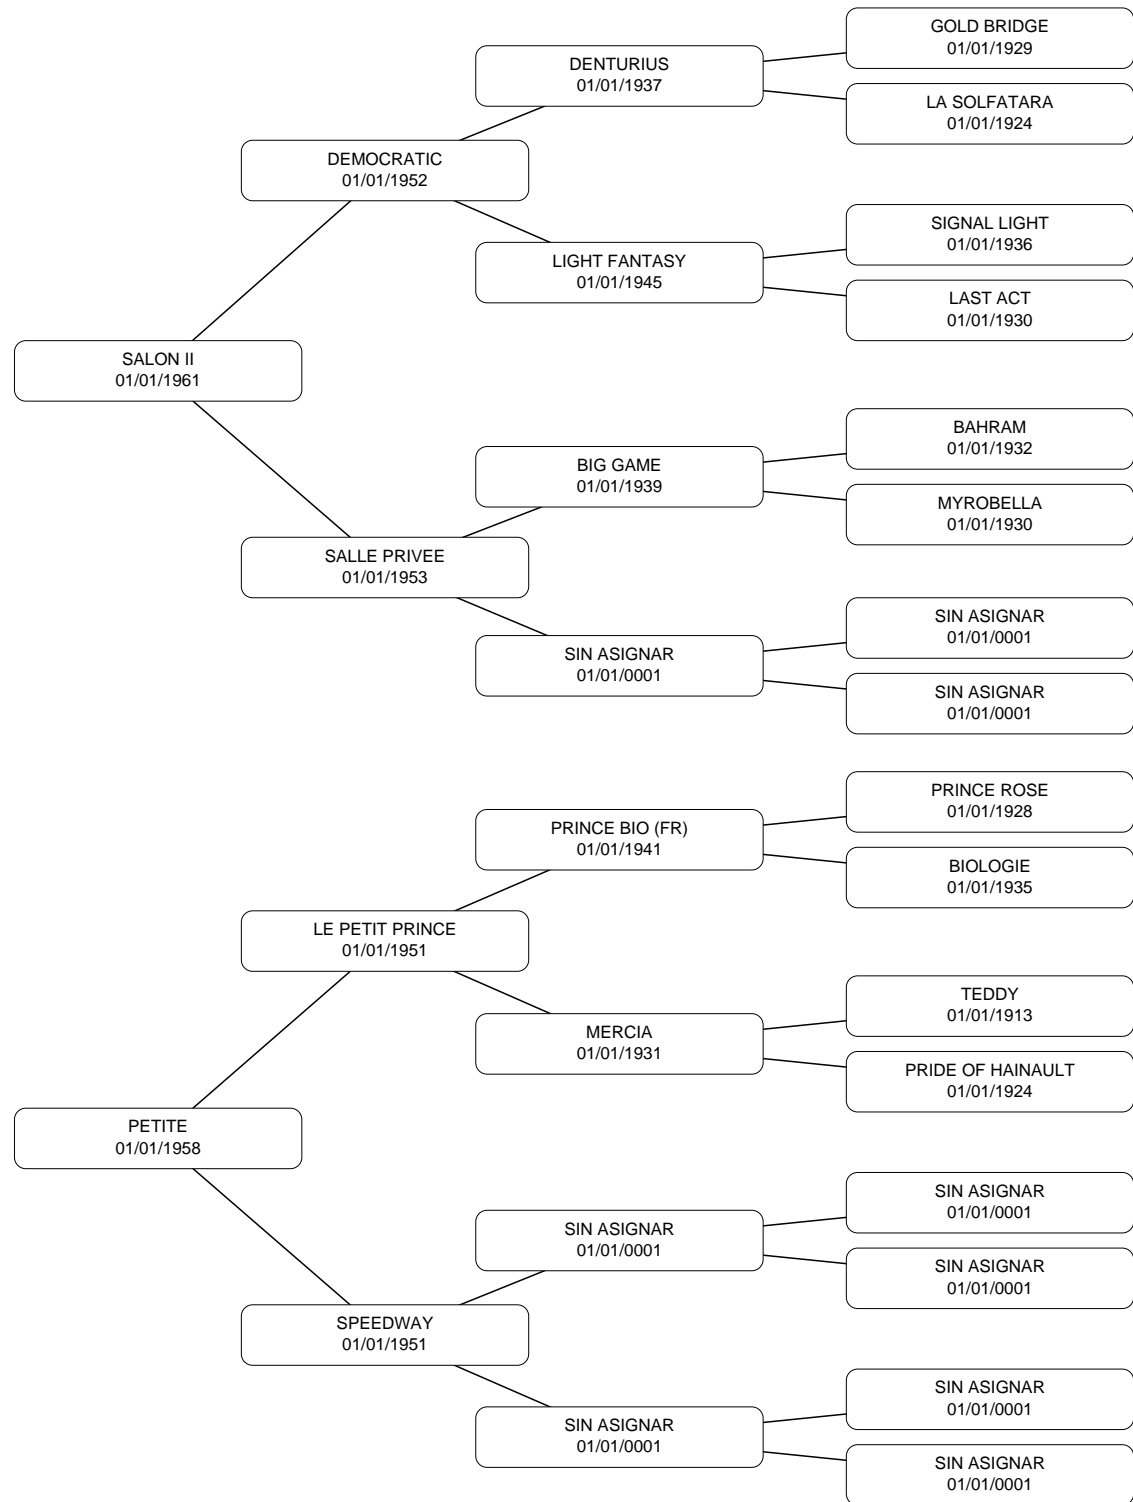 GOLD BRIDGE
01/01/1929
DENTURIUS
01/01/1937
LA SOLFATARA
01/01/1924
DEMOCRATIC
01/01/1952
SIGNAL LIGHT
01/01/1936
LIGHT FANTASY
01/01/1945
LAST ACT
01/01/1930
SALON II
01/01/1961
BAHRAM
01/01/1932
BIG GAME
01/01/1939
MYROBELLA
01/01/1930
SALLE PRIVEE
01/01/1953
SIN ASIGNAR
01/01/0001
SIN ASIGNAR
01/01/0001
SIN ASIGNAR
01/01/0001
PRINCE ROSE
01/01/1928
PRINCE BIO (FR)
01/01/1941
BIOLOGIE
01/01/1935
LE PETIT PRINCE
01/01/1951
TEDDY
01/01/1913
MERCIA
01/01/1931
PRIDE OF HAINAULT
01/01/1924
PETITE
01/01/1958
SIN ASIGNAR
01/01/0001
SIN ASIGNAR
01/01/0001
SIN ASIGNAR
01/01/0001
SPEEDWAY
01/01/1951
SIN ASIGNAR
01/01/0001
SIN ASIGNAR
01/01/0001
SIN ASIGNAR
01/01/0001